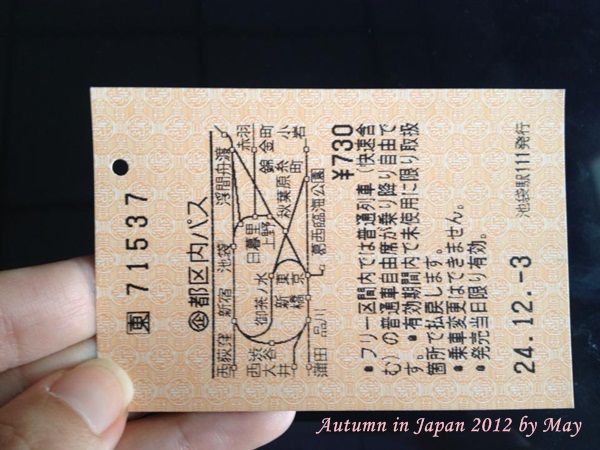 東 71537
企 都区内パス
浮間舟渡
赤羽
錦糸町
金町
小岩
池袋
日暮里
上野
秋葉原
葛西臨海公園
新宿
御茶ノ水
東京
新橋
西荻窪
渋谷
西大井
品川
蒲田
¥730
●フリー区間内では普通列車(快速含
む)の普通車自由席が乗り降り自由で
す。●有効期間内で未使用に限り取扱
箇所で払戻します。
●乗車変更はできません。
●発売当日限り有効。
24.12.-3
池袋駅111発行
Autumn in Japan 2012 by May